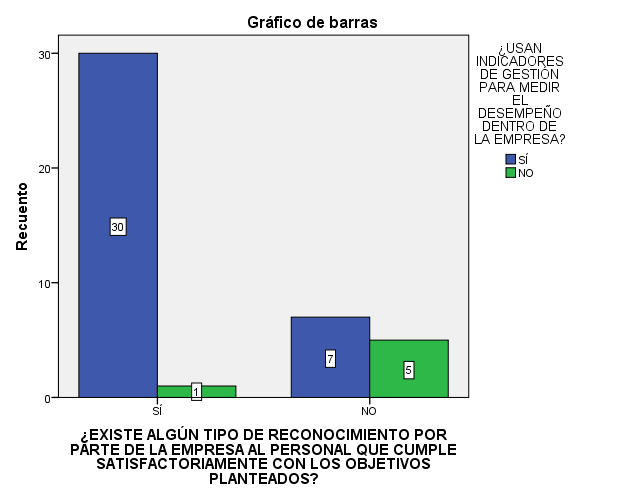 Gráfico de barras
¿USAN
INDICADORES
DE GESTIÓN
PARA MEDIR
EL
DESEMPEÑO
DENTRO DE
LA EMPRESA?
SÍ
NO
Recuento
30
20
10
0
30
1
7
5
SÍ
NO
¿EXISTE ALGÚN TIPO DE RECONOCIMIENTO POR
PARTE DE LA EMPRESA AL PERSONAL QUE CUMPLE
SATISFACTORIAMENTE CON LOS OBJETIVOS
PLANTEADOS?